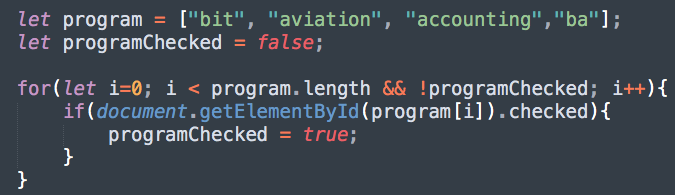 let program = ["bit", "aviation", "accounting","ba"];
let programChecked = false;
for(let i=0; i < program.length && !programChecked; i++){
if(document.getElementById(program[i]).checked){
programChecked = true;
}
}